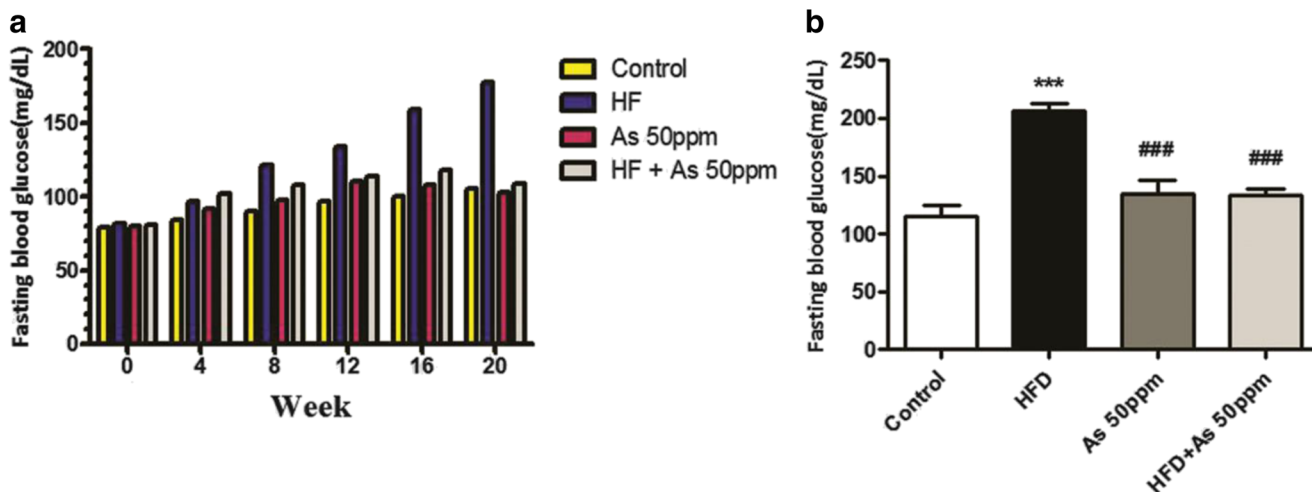 a
Fasting blood glucose(mg/dL)
200
150
100
50
0
0 4 8 12 16 20
Week
Control
HF
As 50ppm
HF + As 50ppm
b
Fasting blood glucose(mg/dL)
250
200
150
100
50
0
***
###
###
Control
HFD
As 50ppm
HFD+As 50ppm